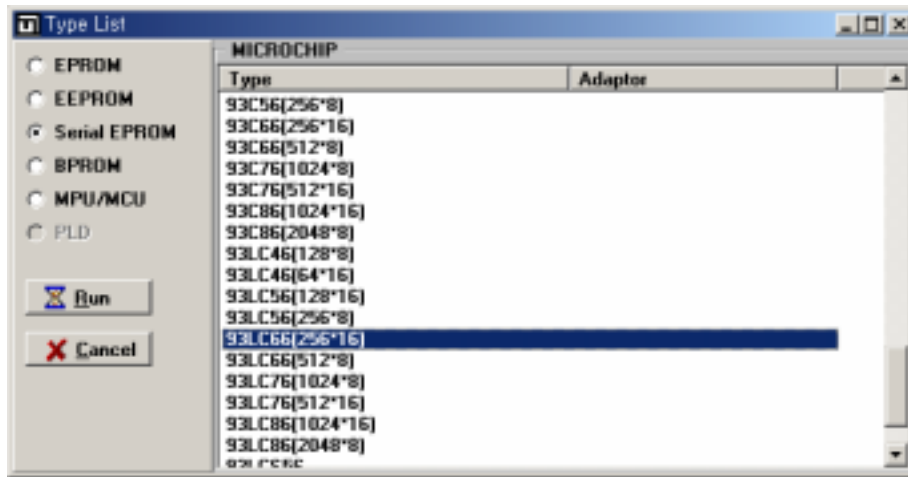 Type List
EPROM
EEPROM
Serial EPROM
BPROM
MPU/MCU
PLD
Run
Cancel
MICROCHIP
Type Adaptor
93C56(256*8)
93C66(256*16)
93C66(512*8)
93C76(1024*8)
93C76(512*16)
93C86(1024*16)
93C86(2048*8)
93LC46(128*8)
93LC46(64*16)
93LC56(128*16)
93LC56(256*8)
93LC66(256*16)
93LC66(512*8)
93LC76(1024*8)
93LC76(512*16)
93LC86(1024*16)
93LC86(2048*8)